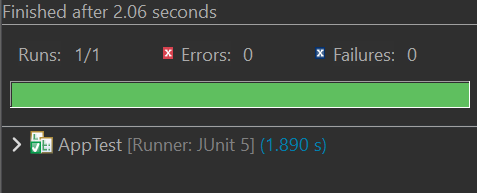 Finished after 2.06 seconds
Runs: 1/1 Errors: 0 Failures: 0
AppTest [Runner: JUnit 5] (1.890 s)